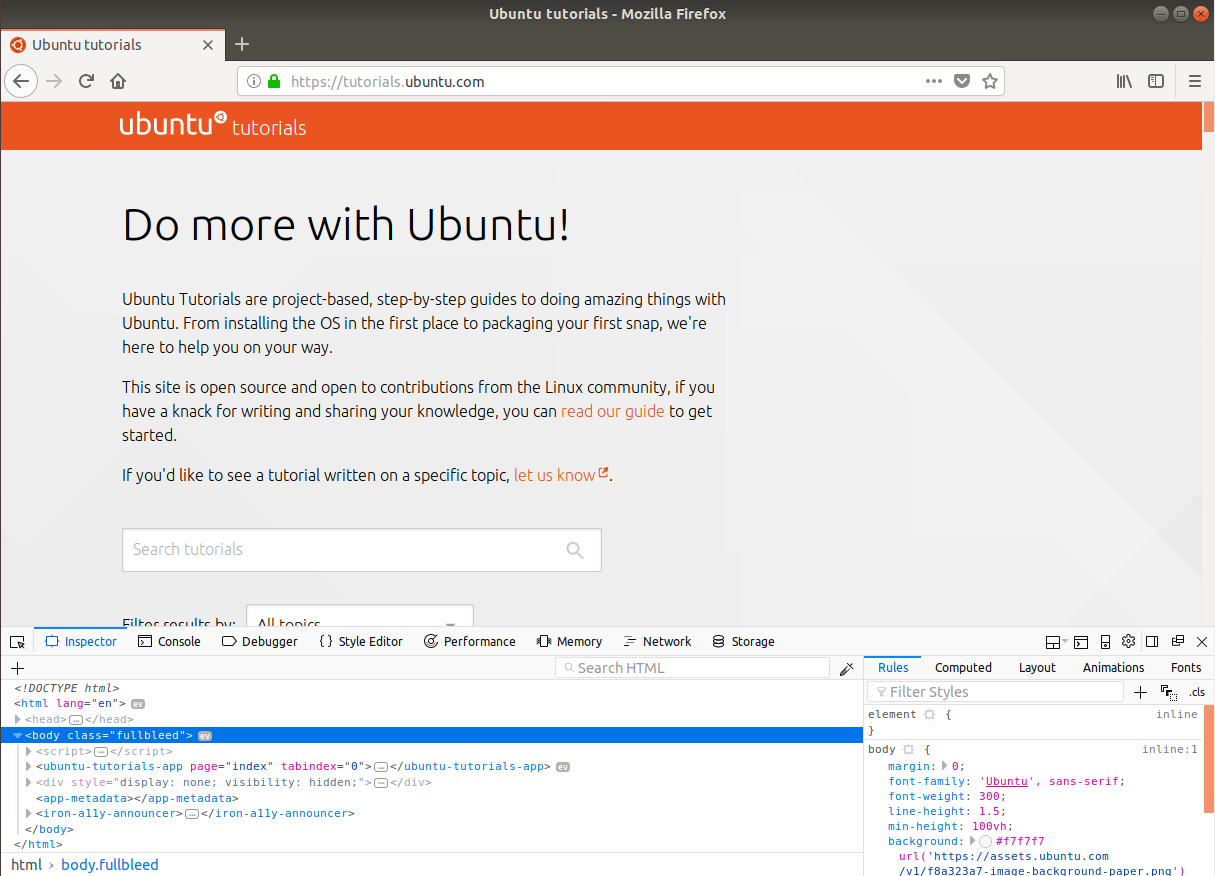 Ubuntu tutorials - Mozilla Firefox
Ubuntu tutorials
https://tutorials.ubuntu.com
ubuntu tutorials
Do more with Ubuntu!
Ubuntu Tutorials are project-based, step-by-step guides to doing amazing things with
Ubuntu. From installing the OS in the first place to packaging your first snap, we're
here to help you on your way.
This site is open source and open to contributions from the Linux community, if you
have a knack for writing and sharing your knowledge, you can read our guide to get
started.
If you'd like to see a tutorial written on a specific topic, let us know.
Search tutorials
Filter results by: All topics
Inspector Console Debugger {} Style Editor Performance Memory Network Storage
+ Search HTML
<!DOCTYPE html>
<html lang="en"> ev
<head>…</head>
<body class="fullbleed"> ev
<script>…</script>
<ubuntu-tutorials-app page="index" tabindex="0">…</ubuntu-tutorials-app> ev
<div style="display: none; visibility: hidden;">…</div>
<app-metadata></app-metadata>
<iron-a11y-announcer>…</iron-a11y-announcer>
</body>
</html>
html › body.fullbleed
Rules Computed Layout Animations Fonts
Filter Styles + .cls
element { inline
}
body { inline:1
margin: 0;
font-family: 'Ubuntu', sans-serif;
font-weight: 300;
line-height: 1.5;
min-height: 100vh;
background: #f7f7f7
url('https://assets.ubuntu.com
/v1/f8a323a7-image-background-paper.png')